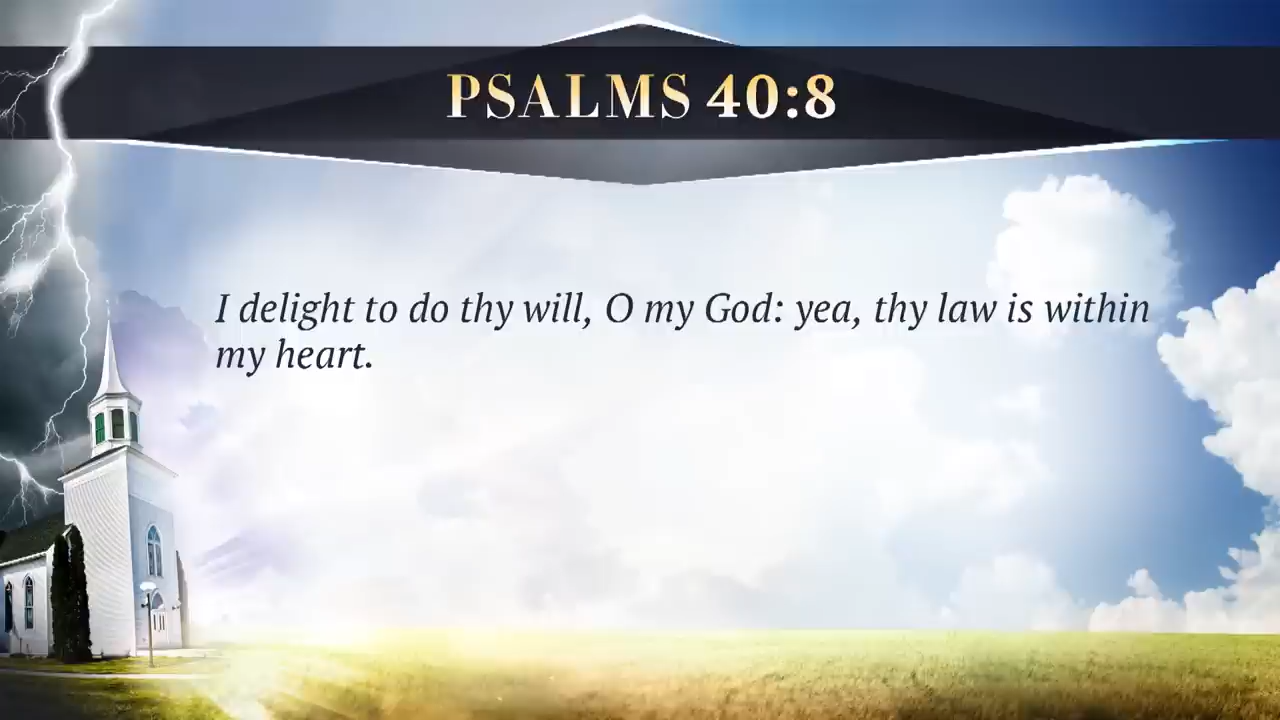 PSALMS 40:8
I delight to do thy will, O my God: yea, thy law is within
my heart.